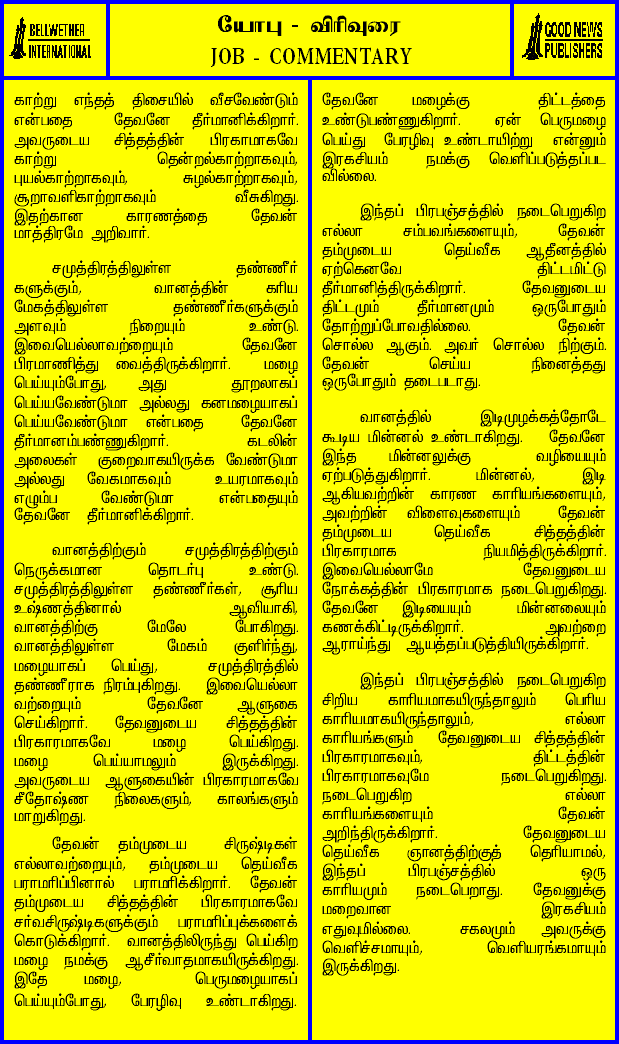 BELLWETHER
INTERNATIONAL
யோபு - விரிவுரை
JOB - COMMENTARY
GOOD NEWS
PUBLISHERS
காற்று எந்தத் திசையில் வீசவேண்டும்
என்பதை தேவனே தீர்மானிக்கிறார்.
அவருடைய சித்தத்தின் பிரகாமாகவே
காற்று தென்றல்காற்றாகவும்,
புயல்காற்றாகவும், சுழல்காற்றாகவும்,
சூறாவளிகாற்றாகவும் வீசுகிறது.
இதற்கான காரணத்தை தேவன்
மாத்திரமே அறிவார்.
சமுத்திரத்திலுள்ள தண்ணீர்
களுக்கும், வானத்தின் கரிய
மேகத்திலுள்ள தண்ணீர்களுக்கும்
அளவும் நிறையும் உண்டு.
இவையெல்லாவற்றையும் தேவனே
பிரமாணித்து வைத்திருக்கிறார். மழை
பெய்யும்போது, அது தூறலாகப்
பெய்யவேண்டுமா அல்லது கனமழையாகப்
பெய்யவேண்டுமா என்பதை தேவனே
தீர்மானம்பண்ணுகிறார். கடலின்
அலைகள் குறைவாகயிருக்க வேண்டுமா
அல்லது வேகமாகவும் உயரமாகவும்
எழும்ப வேண்டுமா என்பதையும்
தேவனே தீர்மானிக்கிறார்.
வானத்திற்கும் சமுத்திரத்திற்கும்
நெருக்கமான தொடர்பு உண்டு.
சமுத்திரத்திலுள்ள தண்ணீர்கள், சூரிய
உஷ்ணத்தினால் ஆவியாகி,
வானத்திற்கு மேலே போகிறது.
வானத்திலுள்ள மேகம் குளிர்ந்து,
மழையாகப் பெய்து, சமுத்திரத்தில்
தண்ணீராக நிரம்புகிறது. இவையெல்லா
வற்றையும் தேவனே ஆளுகை
செய்கிறார். தேவனுடைய சித்தத்தின்
பிரகாரமாகவே மழை பெய்கிறது.
மழை பெய்யாமலும் இருக்கிறது.
அவருடைய ஆளுகையின் பிரகாரமாகவே
சீதோஷ்ண நிலைகளும், காலங்களும்
மாறுகிறது.
தேவன் தம்முடைய சிருஷ்டிகள்
எல்லாவற்றையும், தம்முடைய தெய்வீக
பராமரிப்பினால் பராமரிக்கிறார். தேவன்
தம்முடைய சித்தத்தின் பிரகாரமாகவே
சர்வசிருஷ்டிகளுக்கும் பராமரிப்புக்களைக்
கொடுக்கிறார். வானத்திலிருந்து பெய்கிற
மழை நமக்கு ஆசீர்வாதமாகயிருக்கிறது.
இதே மழை, பெருமழையாகப்
பெய்யும்போது, பேரழிவு உண்டாகிறது.
தேவனே மழைக்கு திட்டத்தை
உண்டுபண்ணுகிறார். ஏன் பெருமழை
பெய்து பேரழிவு உண்டாயிற்று என்னும்
இரகசியம் நமக்கு வெளிப்படுத்தப்பட
வில்லை.
இந்தப் பிரபஞ்சத்தில் நடைபெறுகிற
எல்லா சம்பவங்களையும், தேவன்
தம்முடைய தெய்வீக ஆதீனத்தில்
ஏற்கெனவே திட்டமிட்டு
தீர்மானித்திருக்கிறார். தேவனுடைய
திட்டமும் தீர்மானமும் ஒருபோதும்
தோற்றுப்போவதில்லை. தேவன்
சொல்ல ஆகும். அவர் சொல்ல நிற்கும்.
தேவன் செய்ய நினைத்தது
ஒருபோதும் தடைபடாது.
வானத்தில் இடிமுழக்கத்தோடே
கூடிய மின்னல் உண்டாகிறது. தேவனே
இந்த மின்னலுக்கு வழியையும்
ஏற்படுத்துகிறார். மின்னல், இடி
ஆகியவற்றின் காரண காரியங்களையும்,
அவற்றின் விளைவுகளையும் தேவன்
தம்முடைய தெய்வீக சித்தத்தின்
பிரகாரமாக நியமித்திருக்கிறார்.
இவையெல்லாமே தேவனுடைய
நோக்கத்தின் பிரகாரமாக நடைபெறுகிறது.
தேவனே இடியையும் மின்னலையும்
கணக்கிட்டிருக்கிறார். அவற்றை
ஆராய்ந்து ஆயத்தப்படுத்தியிருக்கிறார்.
இந்தப் பிரபஞ்சத்தில் நடைபெறுகிற
சிறிய காரியமாகயிருந்தாலும் பெரிய
காரியமாகயிருந்தாலும், எல்லா
காரியங்களும் தேவனுடைய சித்தத்தின்
பிரகாரமாகவும், திட்டத்தின்
பிரகாரமாகவுமே நடைபெறுகிறது.
நடைபெறுகிற எல்லா
காரியங்களையும் தேவன்
அறிந்திருக்கிறார். தேவனுடைய
தெய்வீக ஞானத்திற்குத் தெரியாமல்,
இந்தப் பிரபஞ்சத்தில் ஒரு
காரியமும் நடைபெறாது. தேவனுக்கு
மறைவான இரகசியம்
எதுவுமில்லை. சகலமும் அவருக்கு
வெளிச்சமாயும், வெளியரங்கமாயும்
இருக்கிறது.